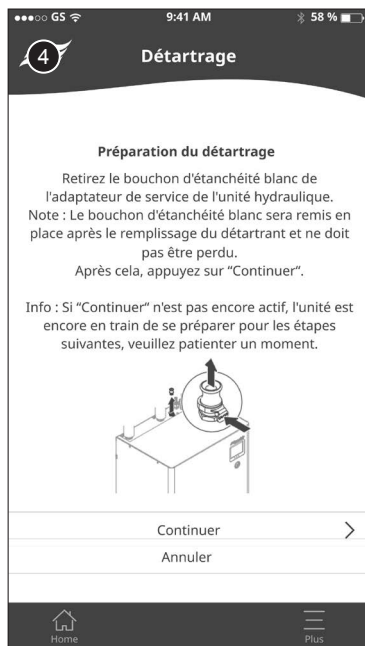 GS 9:41 AM 58 %
4
Détartrage
Préparation du détartrage
Retirez le bouchon d'étanchéité blanc de
l'adaptateur de service de l'unité hydraulique.
Note : Le bouchon d'étanchéité blanc sera remis en
place après le remplissage du détartrant et ne doit
pas être perdu.
Après cela, appuyez sur “Continuer“.
Info : Si “Continuer“ n'est pas encore actif, l'unité est
encore en train de se préparer pour les étapes
suivantes, veuillez patienter un moment.
Continuer
Annuler
Home Plus